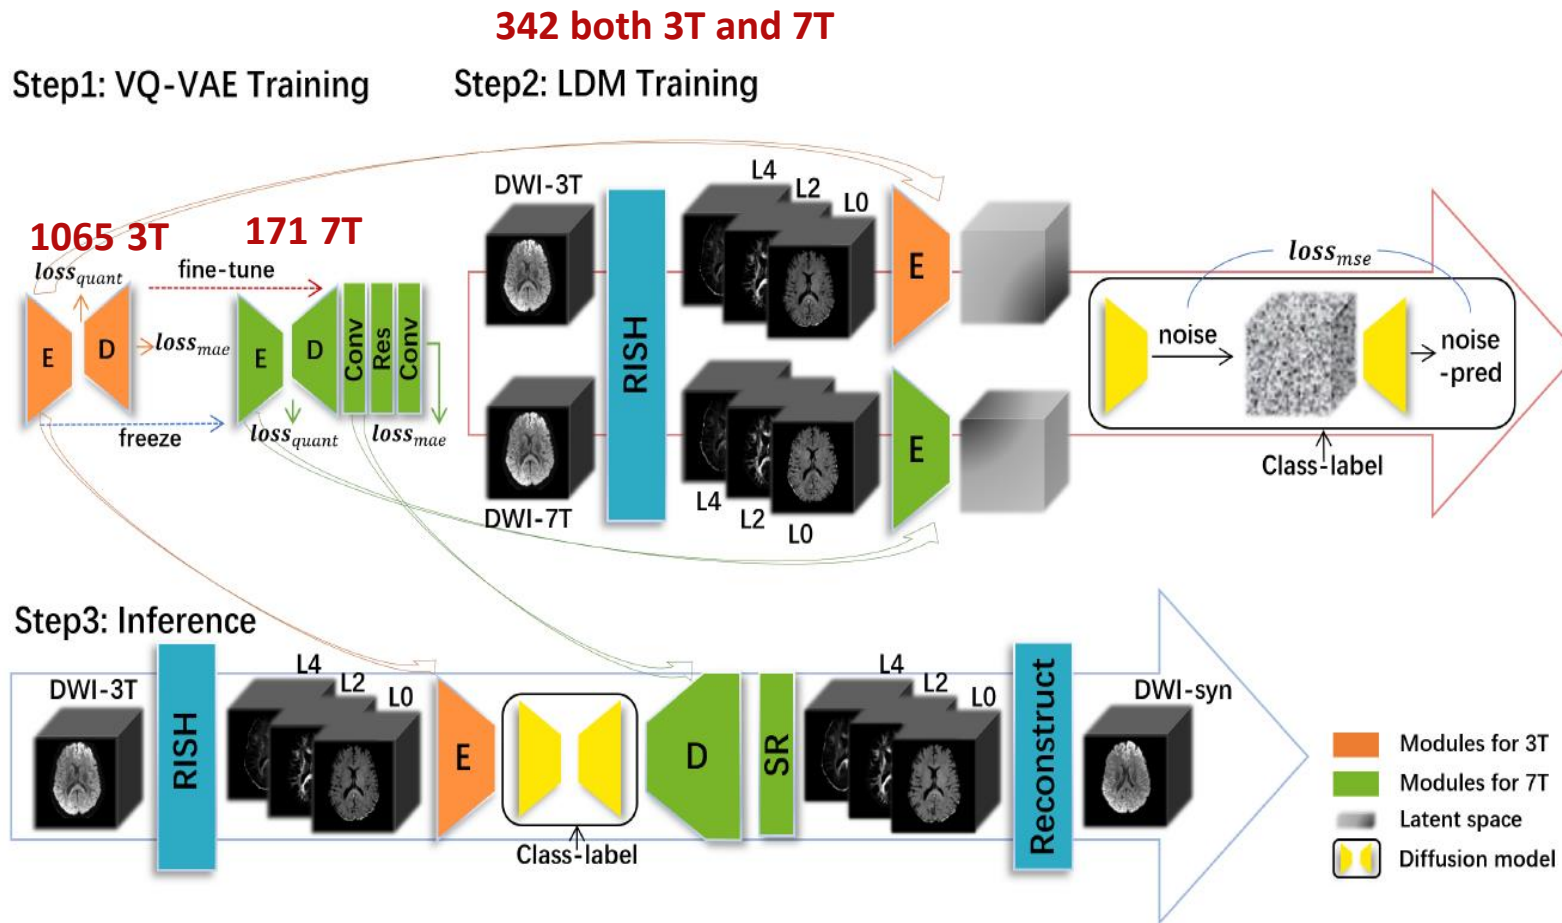 342 both 3T and 7T
Step1: VQ-VAE Training
Step2: LDM Training
1065 3T
171 7T
loss_quant
fine-tune
E
D
loss_mae
freeze
E
D
Conv
Res
Conv
loss_quant
loss_mae
DWI-3T
DWI-7T
RISH
L4
L2
L0
E
L4
L2
L0
E
loss_mse
noise
noise
-pred
Class-label
Step3: Inference
DWI-3T
RISH
L4
L2
L0
E
Class-label
D
SR
L4
L2
L0
Reconstruct
DWI-syn
Modules for 3T
Modules for 7T
Latent space
Diffusion model